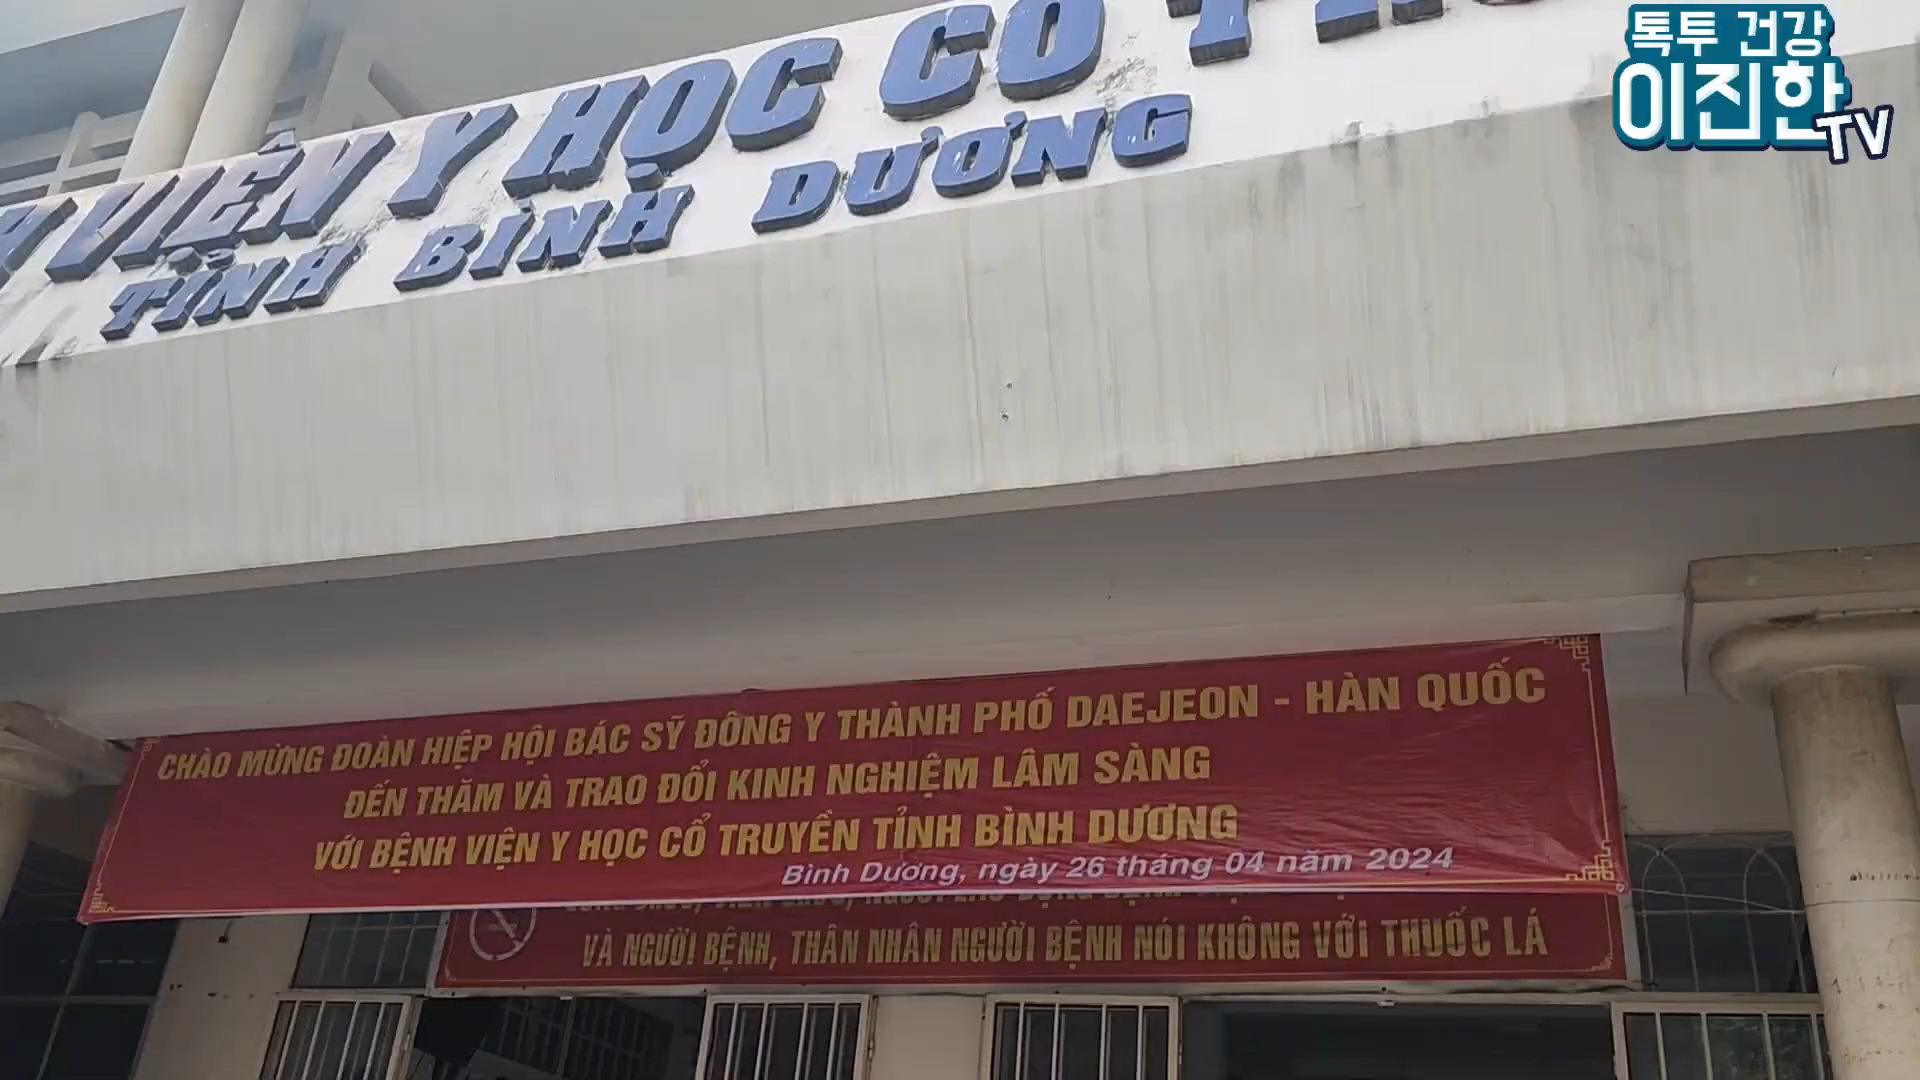 톡투 건강
이진한TV
VIỆN Y HỌC CỔ
TỈNH BÌNH DƯƠNG
CHÀO MỪNG ĐOÀN HIỆP HỘI BÁC SỸ ĐÔNG Y THÀNH PHỐ DAEJEON - HÀN QUỐC
ĐẾN THĂM VÀ TRAO ĐỔI KINH NGHIỆM LÂM SÀNG
VỚI BỆNH VIỆN Y HỌC CỔ TRUYỀN TỈNH BÌNH DƯƠNG
Bình Dương, ngày 26 tháng 04 năm 2024
VÀ NGƯỜI BỆNH, THÂN NHÂN NGƯỜI BỆNH NÓI KHÔNG VỚI THUỐC LÁ